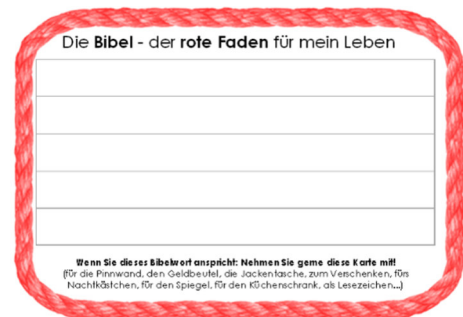 Die Bibel - der rote Faden für mein Leben
Wenn Sie dieses Bibelwort anspricht: Nehmen Sie gerne diese Karte mit!
(für die Pinnwand, den Geldbeutel, die Jackentasche, zum Verschenken, fürs
Nachtkästchen, für den Spiegel, für den Küchenschrank, als Lesezeichen...)